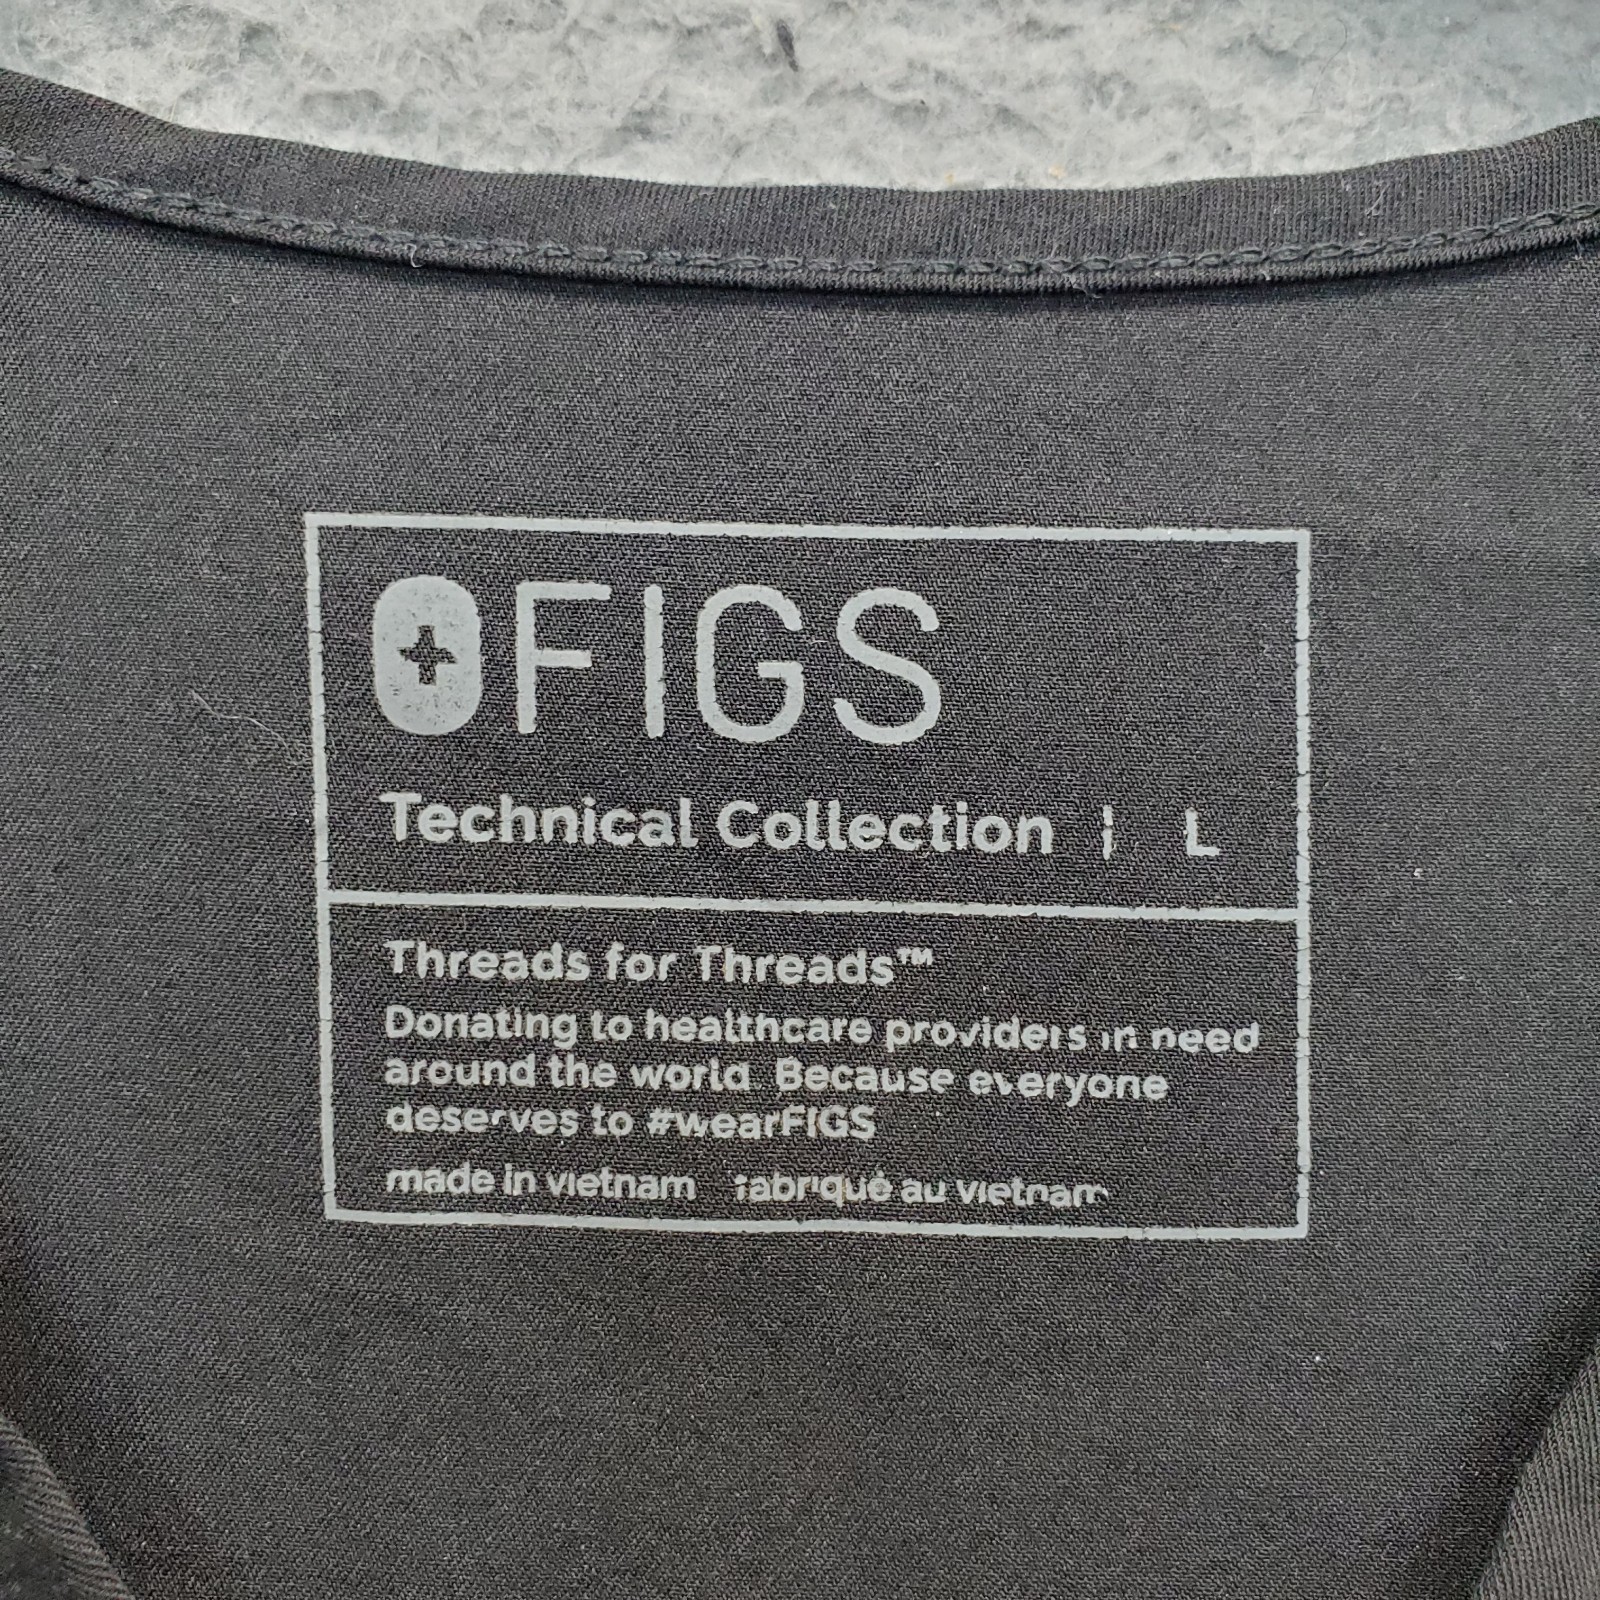 FIGS
Technical Collection | L
Threads for Threads™
Donating to healthcare providers in need
around the world. Because everyone
deserves to #wearFIGS
made in vietnam fabriqué au vietnam